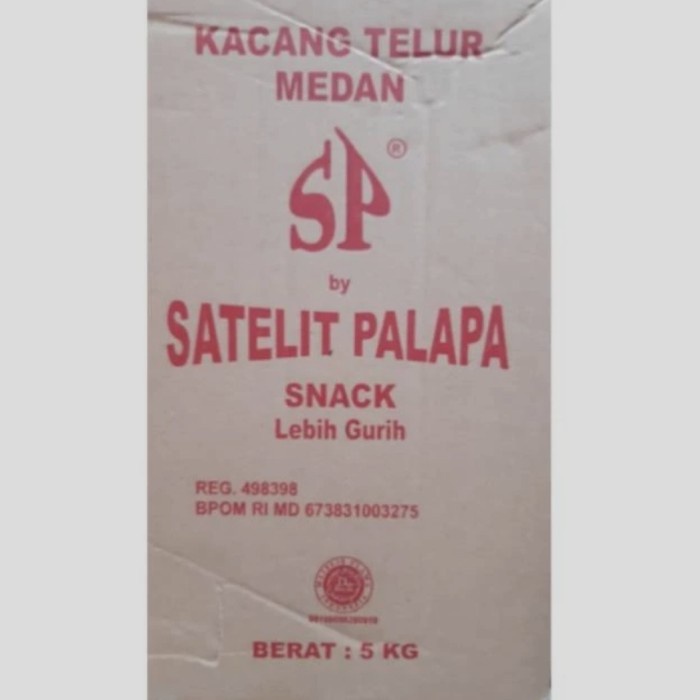 KACANG TELUR
MEDAN
SP ®
by
SATELIT PALAPA
SNACK
Lebih Gurih
REG. 498398
BPOM RI MD 673831003275
BERAT : 5 KG